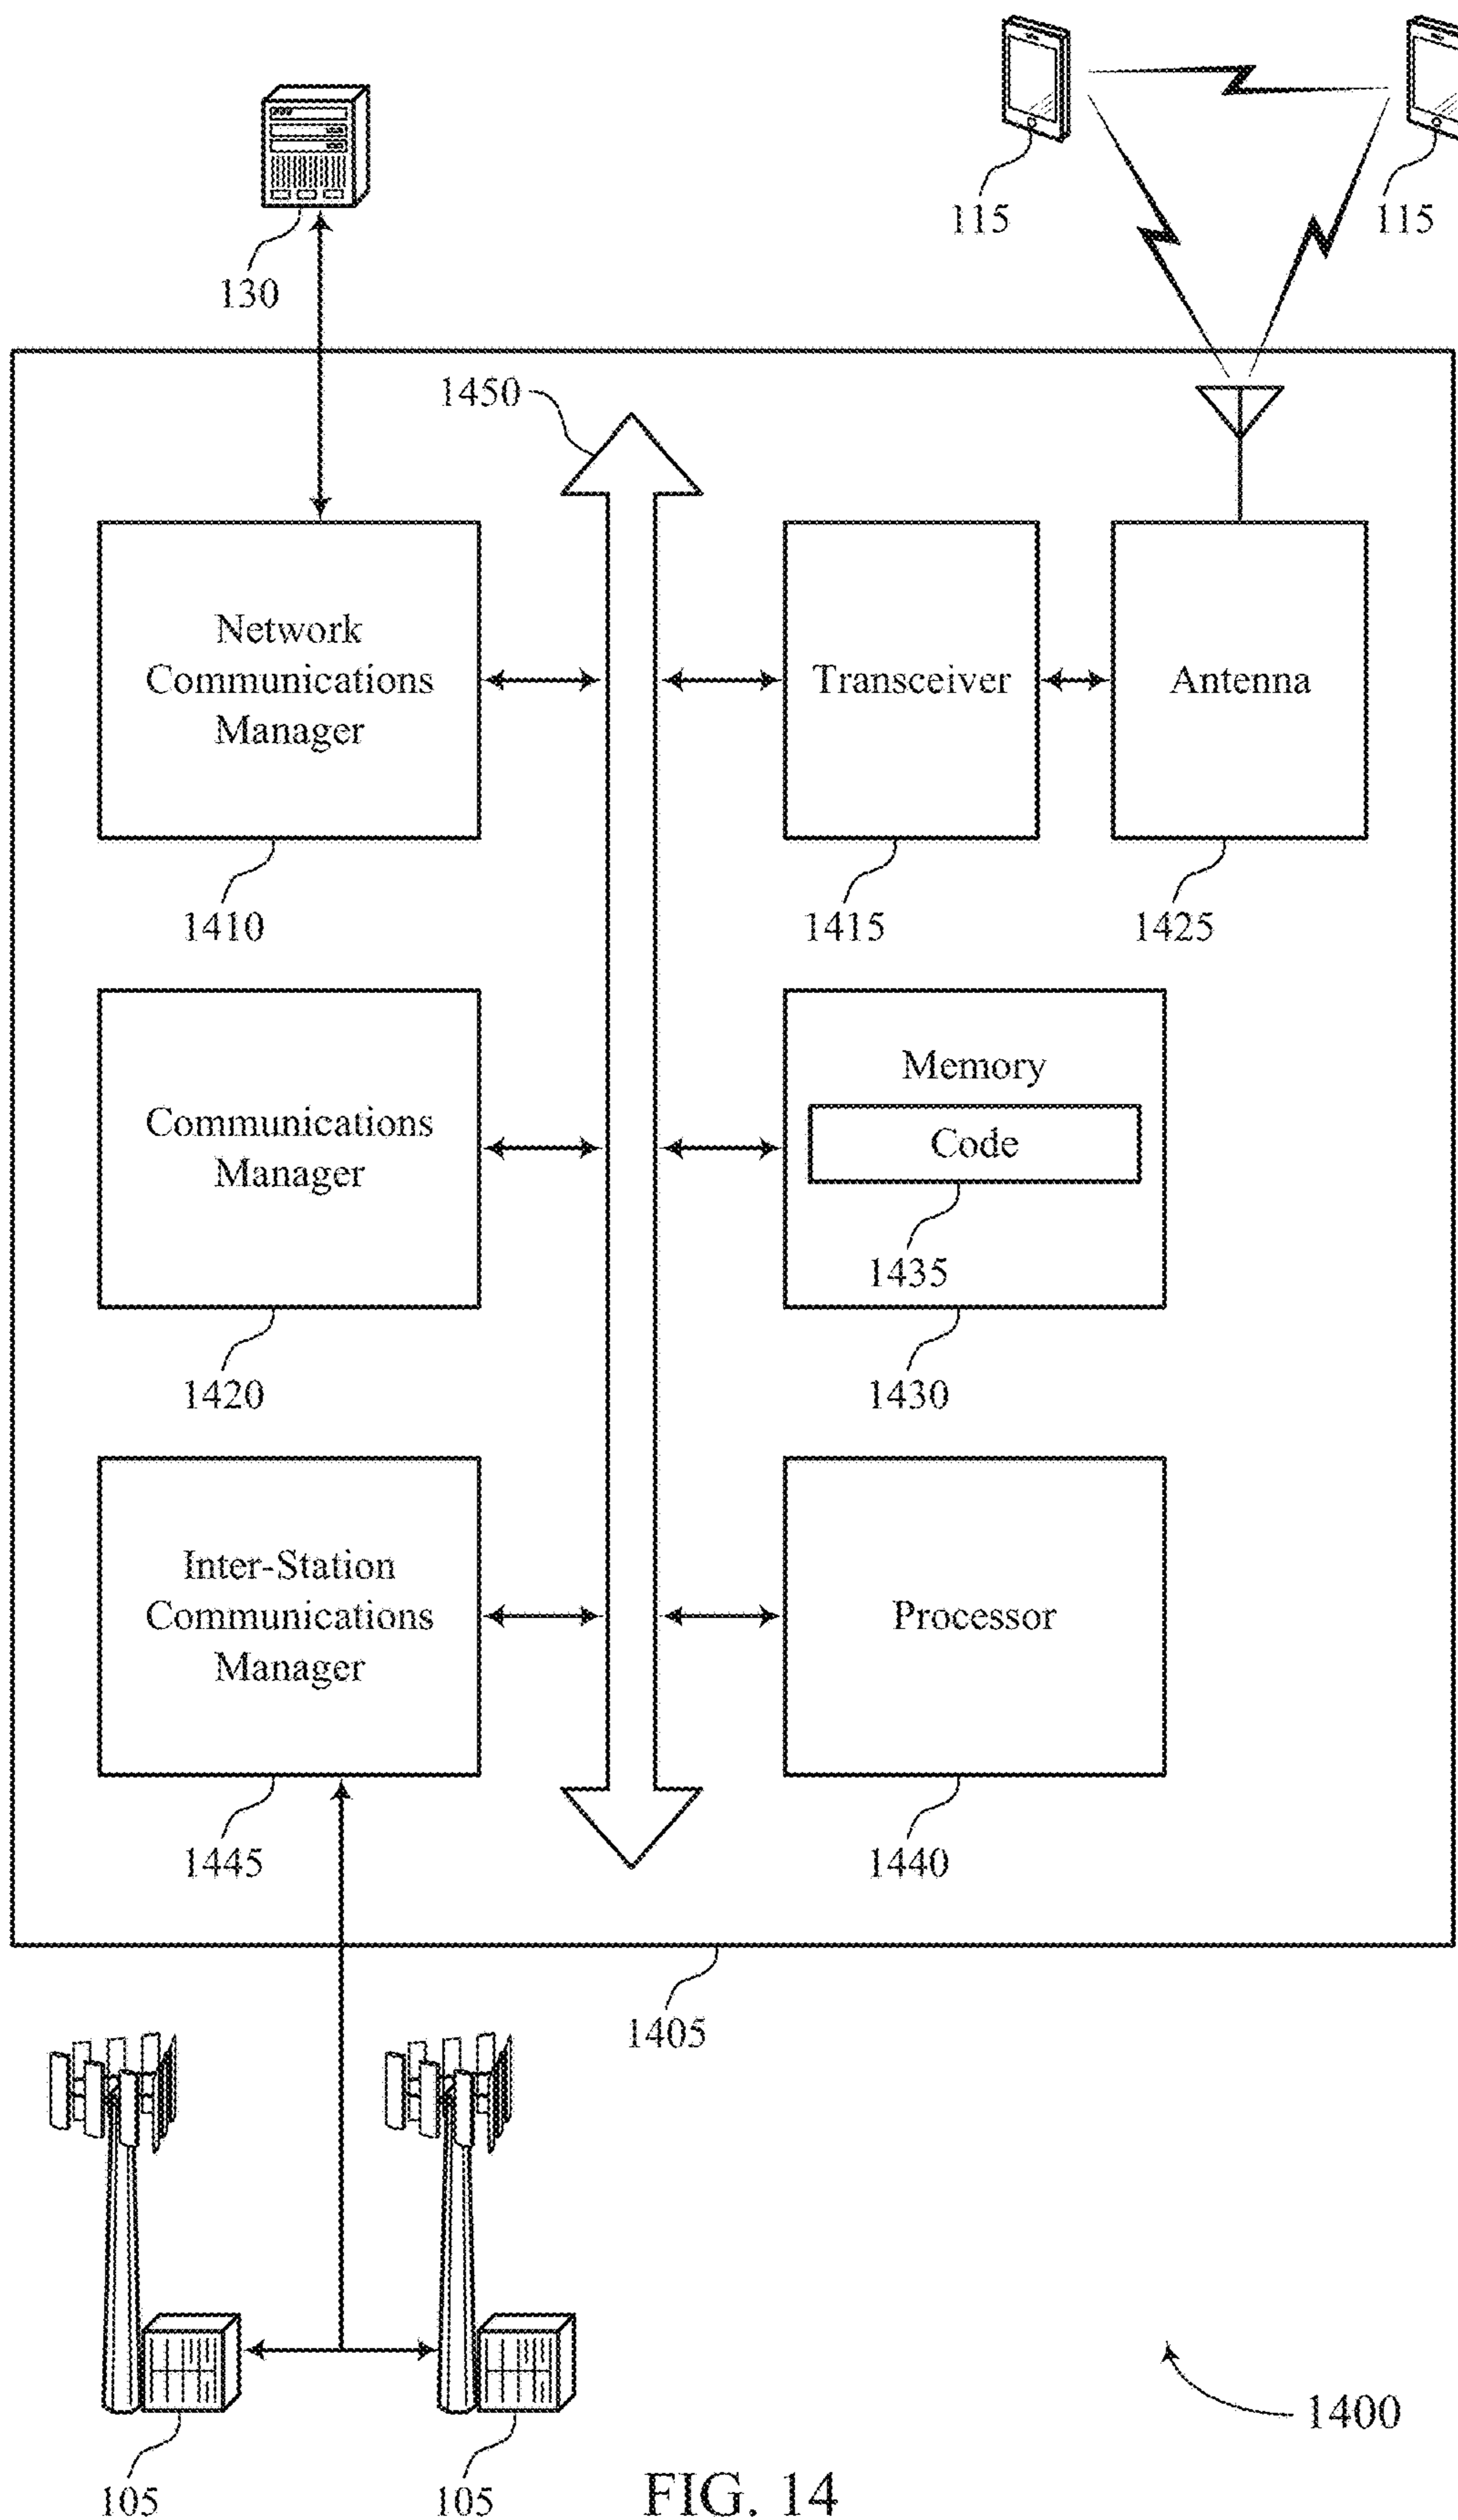 115
115
130
1450
Network
Communications
Manager
Transceiver
Antenna
1410
1415
1425
Communications
Manager
Memory
Code
1435
1420
1430
Inter-Station
Communications
Manager
Processor
1445
1440
1405
1400
105
105
FIG. 14